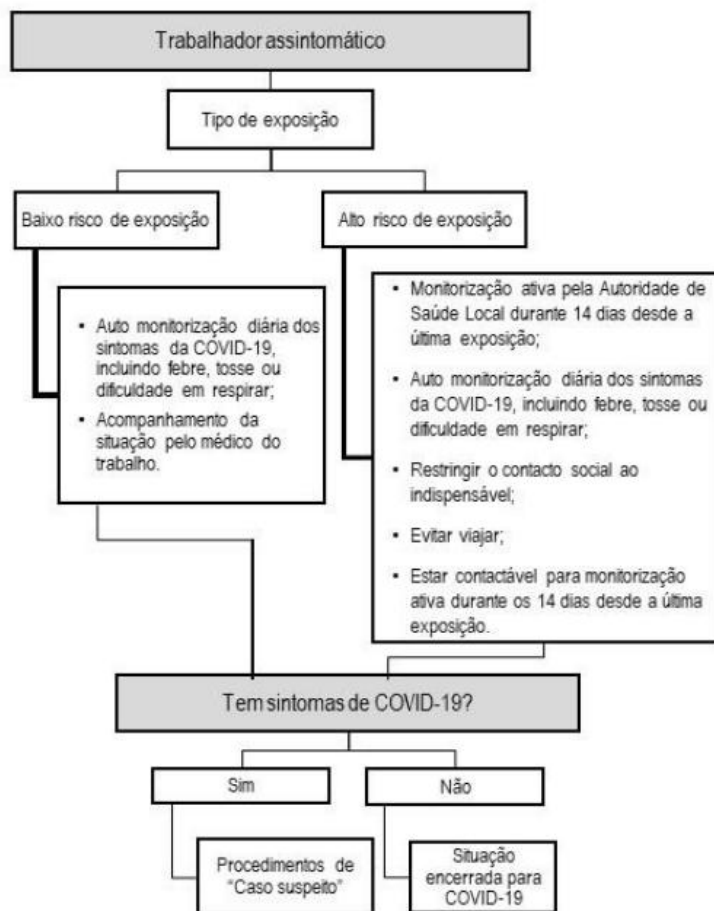 Trabalhador assintomático
Tipo de exposição
Baixo risco de exposição
Alto risco de exposição
• Auto monitorização diária dos
sintomas da COVID-19,
incluindo febre, tosse ou
dificuldade em respirar;
• Acompanhamento da
situação pelo médico do
trabalho.
• Monitorização ativa pela Autoridade de
Saúde Local durante 14 dias desde a
última exposição;
• Auto monitorização diária dos sintomas
da COVID-19, incluindo febre, tosse ou
dificuldade em respirar;
• Restringir o contacto social ao
indispensável;
• Evitar viajar;
• Estar contactável para monitorização
ativa durante os 14 dias desde a última
exposição.
Tem sintomas de COVID-19?
Sim
Não
Procedimentos de
“Caso suspeito”
Situação
encerrada para
COVID-19